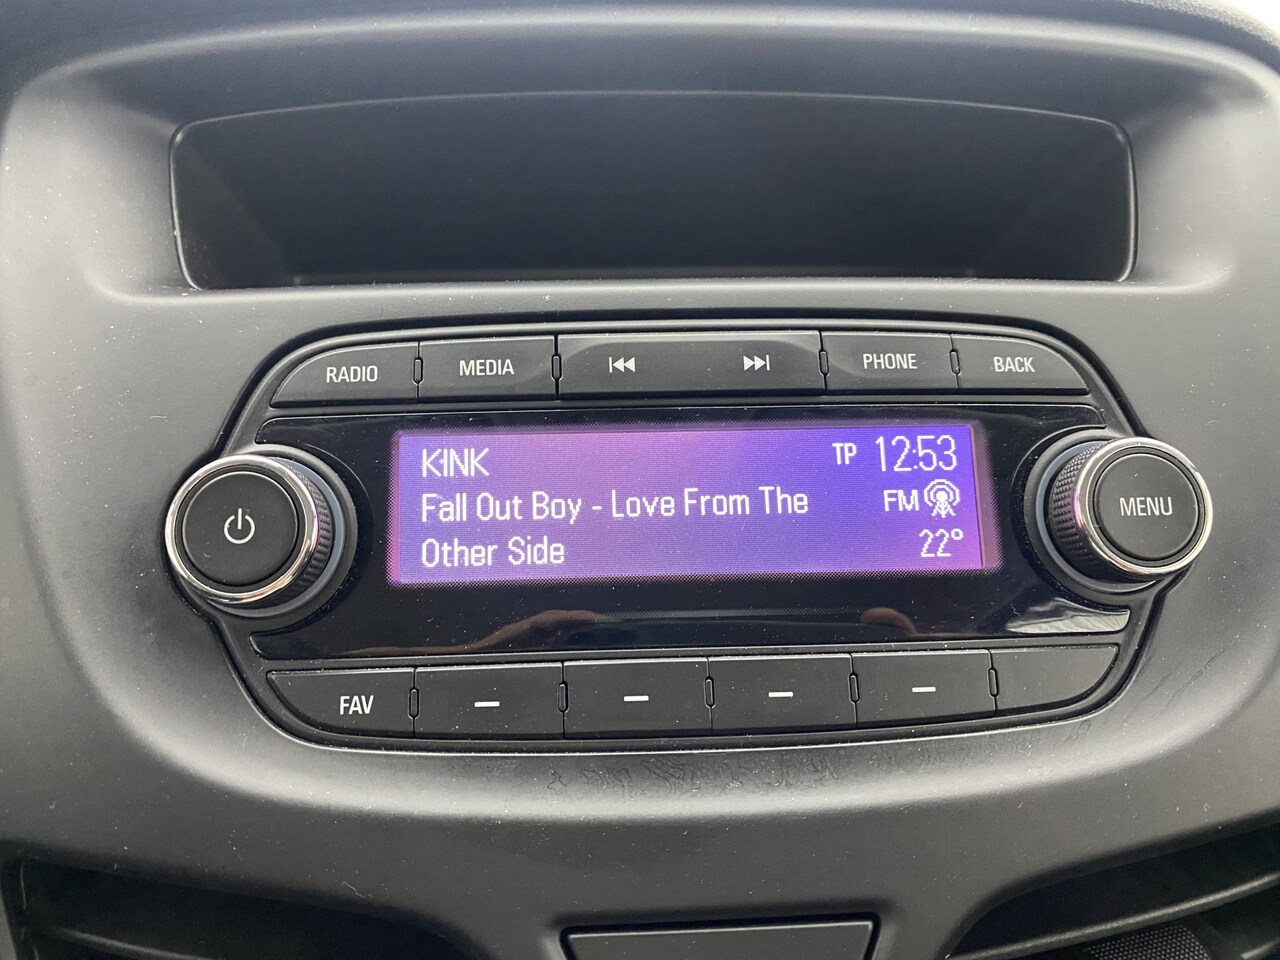 RADIO MEDIA PHONE BACK
KINK TP 12:53
Fall Out Boy - Love From The FM
Other Side 22°
MENU
FAV